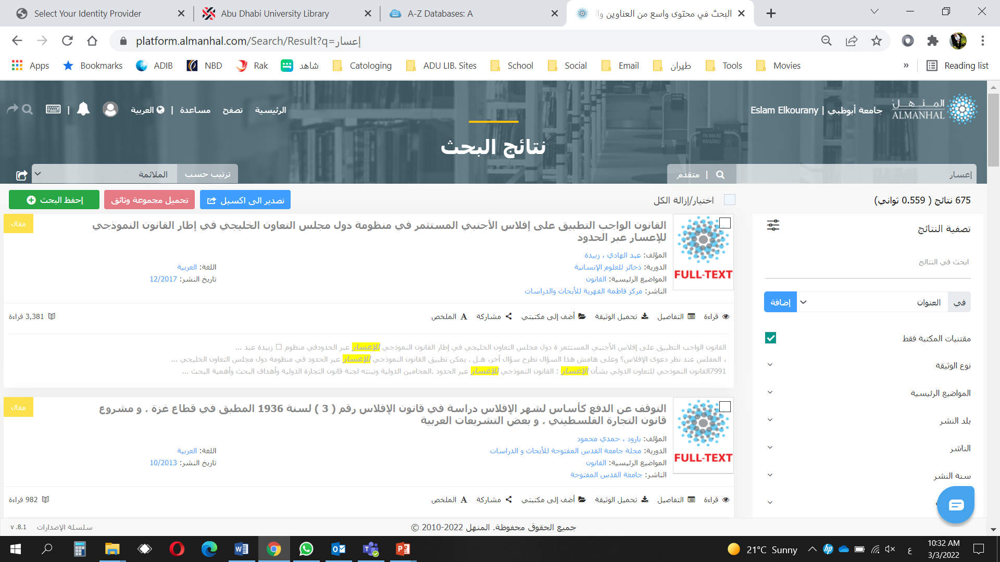 Select Your Identity Provider
Abu Dhabi University Library
A-Z Databases: A
البحث في محتوى واسع من العناوين وال
platform.almanhal.com/Search/Result?q=إعسار
Apps
Bookmarks
ADIB
NBD
Rak
شاهد
Catologing
ADU LIB. Sites
School
Social
Email
طيران
Tools
Movies
»
Reading list
المنهل
ALMANHAL
جامعة أبوظبي | Eslam Elkourany
الرئيسية
تصفح
مساعدة
|
العربية
|
نتائج البحث
إعسار
| متقدم
ترتيب حسب
الملائمة
675 نتائج ( 0.559 ثواني)
اختيار/إزالة الكل
تصدير الى اكسيل
تحميل مجموعة وثائق
إحفظ البحث
تصفية النتائج
ابحث في النتائج
في
العنوان
إضافة
مقتنيات المكتبة فقط
نوع الوثيقة
المواضيع الرئيسية
بلد النشر
الناشر
سنة النشر
FULL-TEXT
مقال
القانون الواجب التطبيق على إفلاس الأجنبي المستثمر في منظومة دول مجلس التعاون الخليجي في إطار القانون النموذجي
للإعسار عبر الحدود
المؤلف: عبد الهادي ، زبيدة
الدورية: ذخائر للعلوم الإنسانية
اللغة: العربية
المواضيع الرئيسية: القانون
تاريخ النشر: 12/2017
الناشر: مركز فاطمة الفهرية للأبحاث والدراسات
قراءة
التفاصيل
تحميل الوثيقة
أضف إلى مكتبتي
مشاركة
الملخص
3,381 قراءة
القانون الواجب التطبيق على إفلاس الأجنبي المستثمر ة دول مجلس التعاون الخليجي في إطار القانون النموذجي للإعسار عبر الحدودفي منظوم □ زبيدة عبد ...
، المفلس عند نظر دعوى الإفلاس؟ وعلى هامش هذا السؤال نطرح سؤال آخر، هـل . يمكن تطبيق القانون النموذجي للإعسار عبر الحدود في منظومة دول مجلس التعاون الخليجي ...
7991القانون النموذجي للتعاون الدولي بشأن الإعسار : القانون النموذجي للإعسار عبر الحدود .المحامين الدولية وتبنته لجنة قانون التجارة الدولية وأهداف البحث وأهمية البحث ...
FULL-TEXT
مقال
التوقف عن الدفع كأساس لشهر الإفلاس دراسة في قانون الإفلاس رقم ( 3 ) لسنة 1936 المطبق في قطاع غزة ، و مشروع
قانون التجارة الفلسطيني ، و بعض التشريعات العربية
المؤلف: بارود ، حمدي محمود
الدورية: مجلة جامعة القدس المفتوحة للأبحاث و الدراسات
اللغة: العربية
المواضيع الرئيسية: القانون
تاريخ النشر: 10/2013
الناشر: جامعة القدس المفتوحة
قراءة
التفاصيل
تحميل الوثيقة
أضف إلى مكتبتي
مشاركة
الملخص
982 قراءة
جميع الحقوق محفوظة. المنهل 2022-2010 ©
سلسلة الإصدارات
v .8.1
21°C Sunny
ع
10:32 AM
3/3/2022